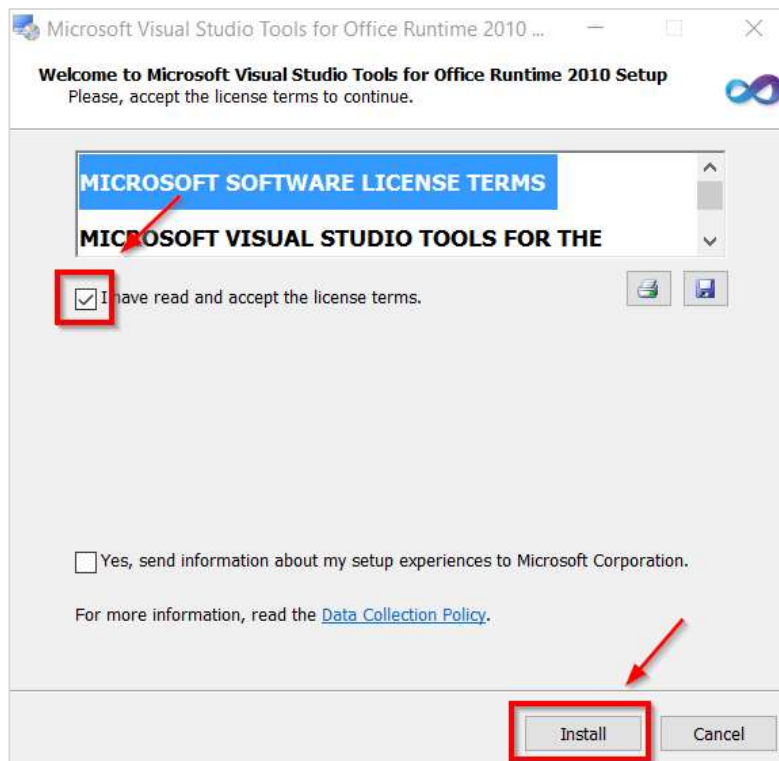 Microsoft Visual Studio Tools for Office Runtime 2010 ...
Welcome to Microsoft Visual Studio Tools for Office Runtime 2010 Setup
Please, accept the license terms to continue.
MICROSOFT SOFTWARE LICENSE TERMS
MICROSOFT VISUAL STUDIO TOOLS FOR THE
I have read and accept the license terms.
Yes, send information about my setup experiences to Microsoft Corporation.
For more information, read the Data Collection Policy.
Install Cancel